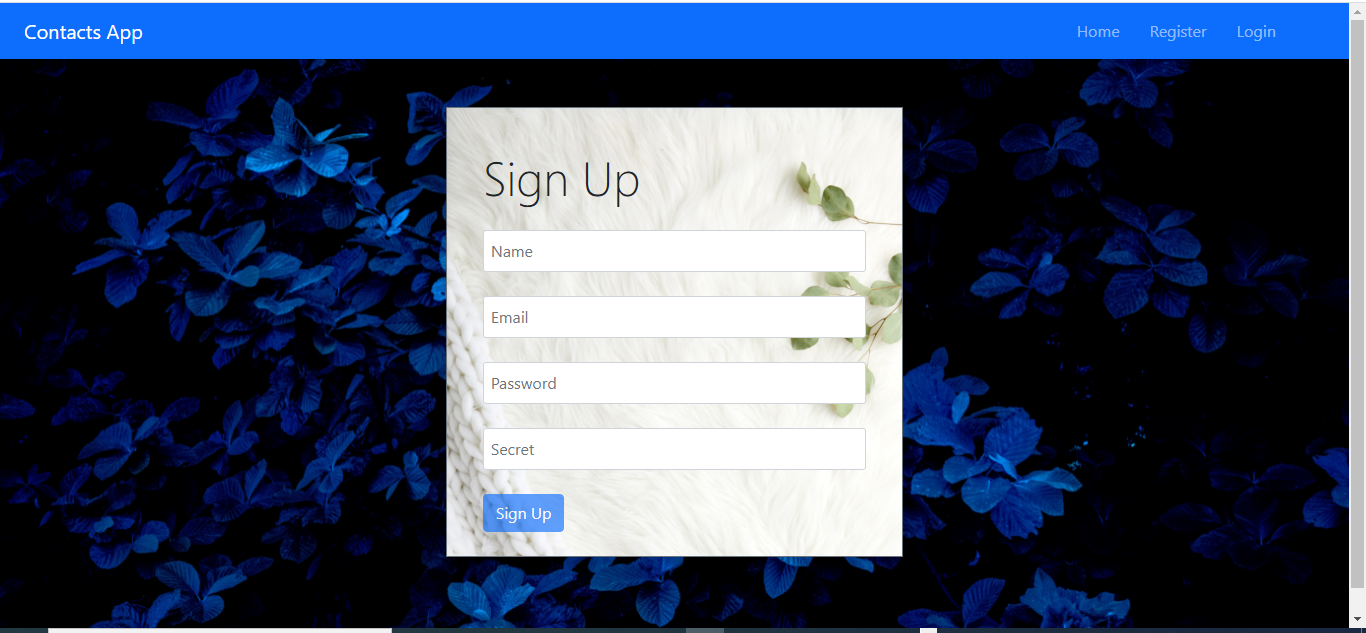 Contacts App
Home Register Login
Sign Up
Name
Email
Password
Secret
Sign Up